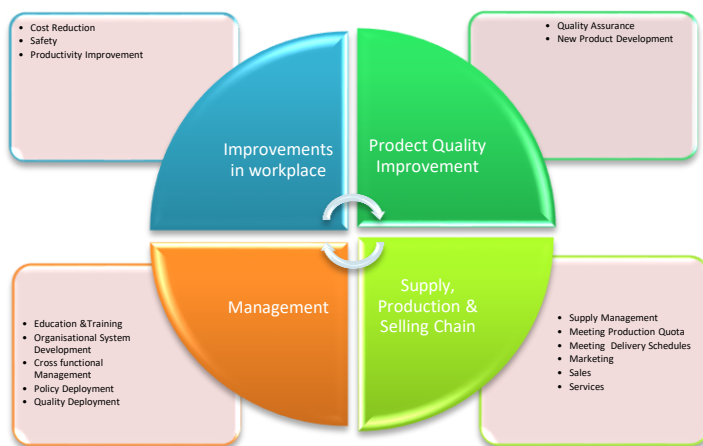 • Cost Reduction
• Safety
• Productivity Improvement
• Quality Assurance
• New Product Development
Improvements
in workplace
Prodect Quality
Improvement
Management
Supply,
Production &
Selling Chain
• Education &Training
• Organisational System
Development
• Cross functional
Management
• Policy Deployment
• Quality Deployment
• Supply Management
• Meeting Production Quota
• Meeting Delivery Schedules
• Marketing
• Sales
• Services